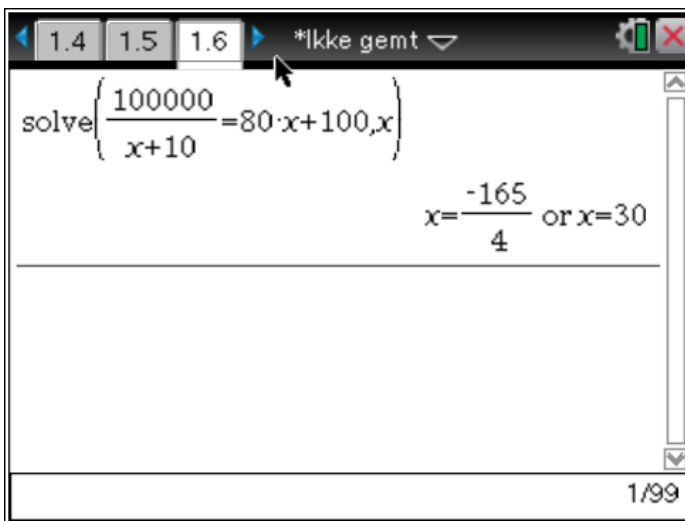 1.4 1.5 1.6 *Ikke gemt
solve(100000/x+10=80·x+100,x)
x=-165/4 or x=30
1/99